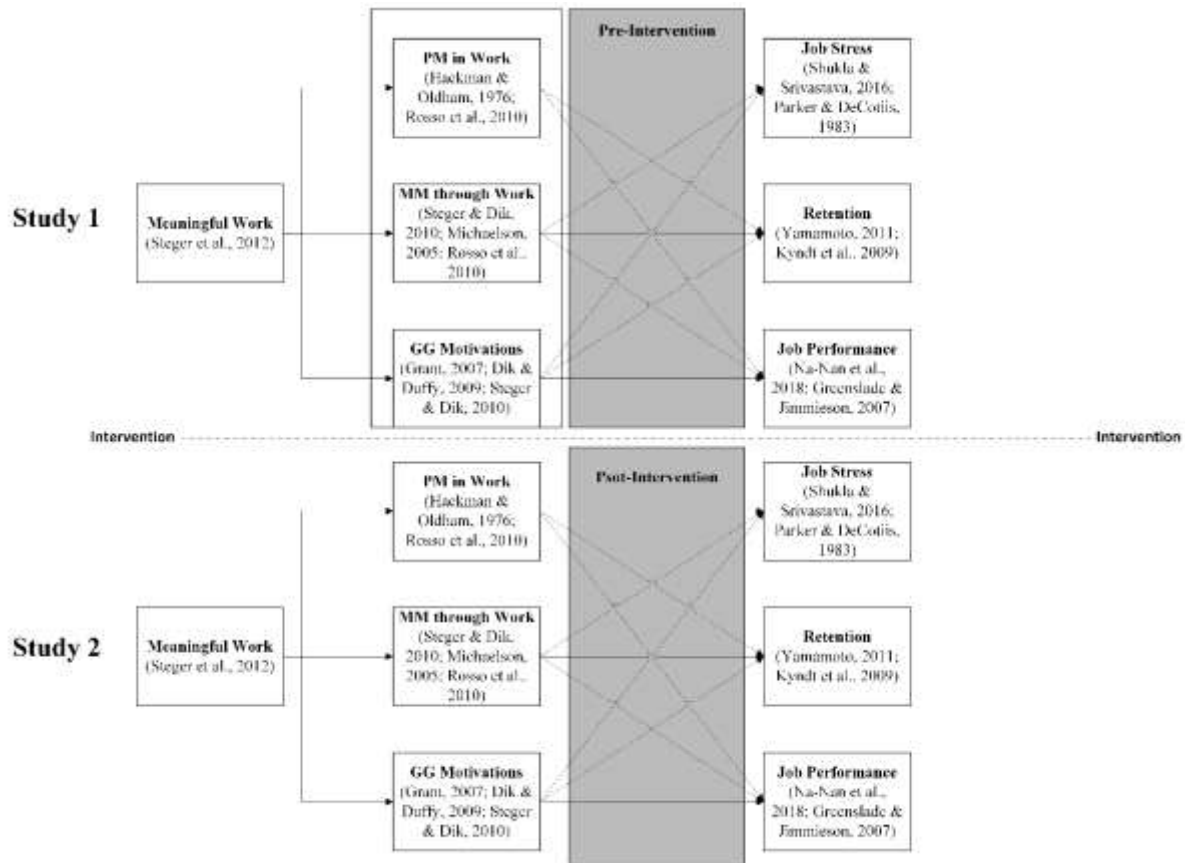 Pre-Intervention
PM in Work
(Hackman &
Oldham, 1976;
Rosso et al., 2010)
Job Stress
(Shukla &
Srivastava, 2016;
Parker & DeCotiis,
1983)
Study 1
Meaningful Work
(Steger et al., 2012)
MM through Work
(Steger & Dik,
2010; Michaelson,
2005; Rosso et al.,
2010)
Retention
(Yamamoto, 2011;
Kyndt et al., 2009)
GG Motivations
(Grant, 2007; Dik &
Duffy, 2009; Steger
& Dik, 2010)
Job Performance
(Na-Nan et al.,
2018; Greenslade &
Jimmieson, 2007)
Intervention
Intervention
Psot-Intervention
PM in Work
(Hackman &
Oldham, 1976;
Rosso et al., 2010)
Job Stress
(Shukla &
Srivastava, 2016;
Parker & DeCotiis,
1983)
Study 2
Meaningful Work
(Steger et al., 2012)
MM through Work
(Steger & Dik,
2010; Michaelson,
2005; Rosso et al.,
2010)
Retention
(Yamamoto, 2011;
Kyndt et al., 2009)
GG Motivations
(Grant, 2007; Dik &
Duffy, 2009; Steger
& Dik, 2010)
Job Performance
(Na-Nan et al.,
2018; Greenslade &
Jimmieson, 2007)